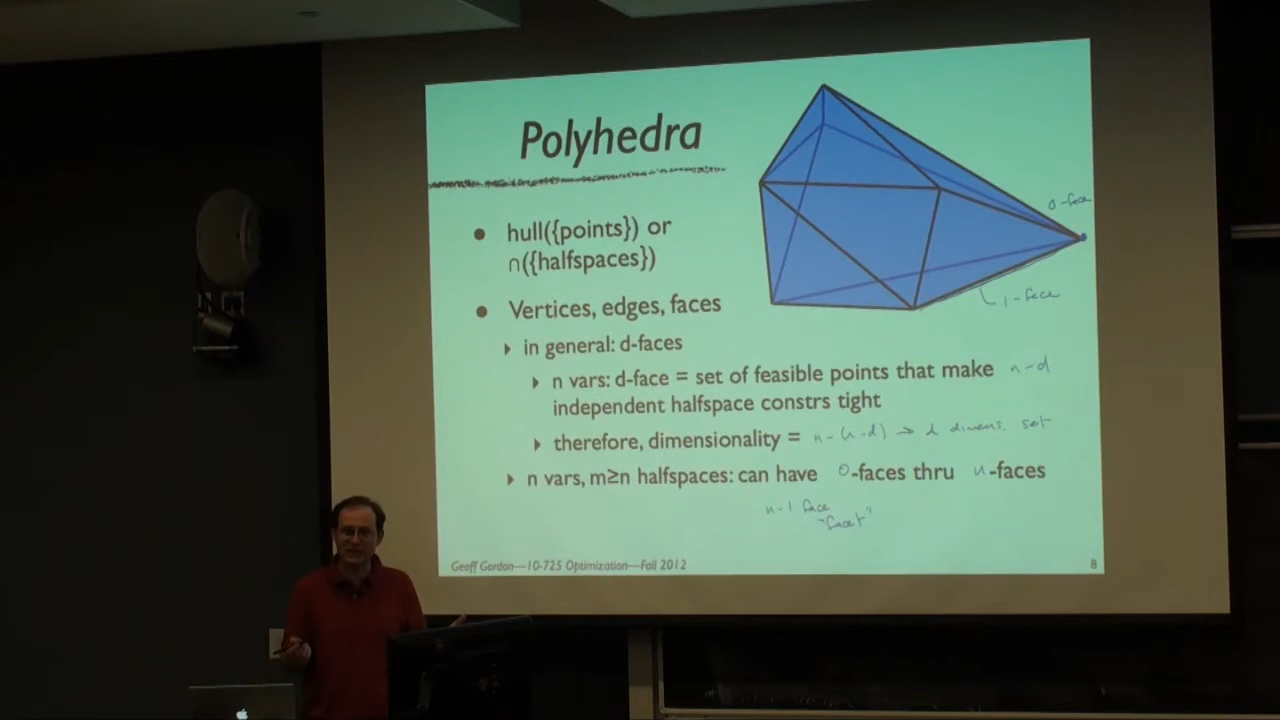 Polyhedra
0-face
• hull({points}) or
∩({halfspaces})
1-face
• Vertices, edges, faces
‣ in general: d-faces
‣ n vars: d-face = set of feasible points that make n-d
independent halfspace constrs tight
‣ therefore, dimensionality = n-(n-d) → d dimens. set
‣ n vars, m≥n halfspaces: can have 0-faces thru n-faces
n-1 face
"facet"
Geoff Gordon—10-725 Optimization—Fall 2012
8